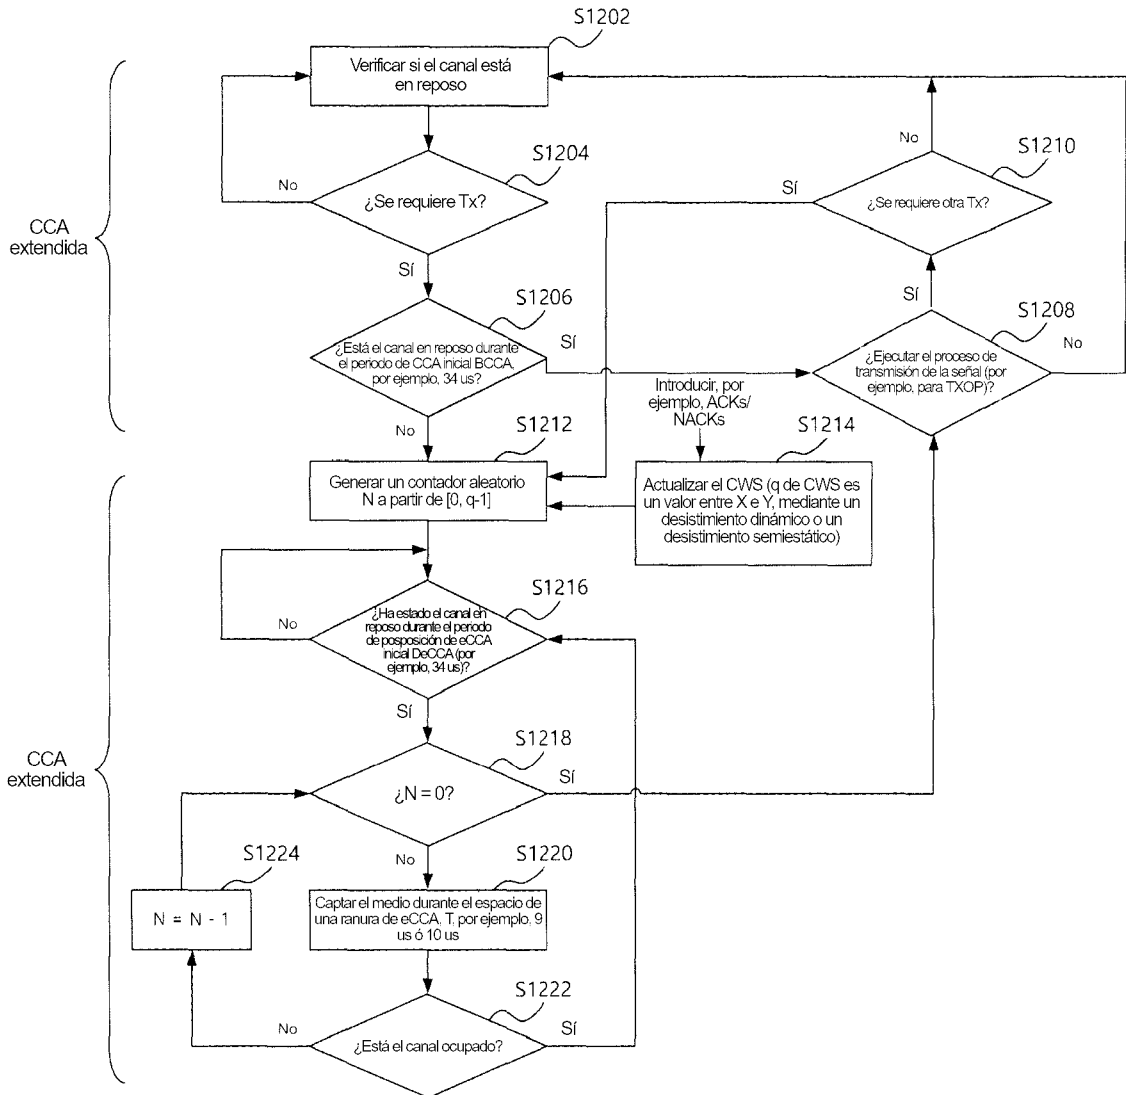 S1202
Verificar si el canal está
en reposo
S1204
No
¿Se requiere Tx?
Sí
S1210
No
Sí
¿Se requiere otra Tx?
CCA
extendida
S1206
¿Está el canal en reposo durante
el periodo de CCA inicial BCCA,
por ejemplo, 34 us?
Sí
No
Sí
S1208
¿Ejecutar el proceso de
transmisión de la señal (por
ejemplo, para TXOP)?
No
Introducir, por
ejemplo, ACKs/
NACKs
S1212
Generar un contador aleatorio
N a partir de [0, q-1]
S1214
Actualizar el CWS (q de CWS es
un valor entre X e Y, mediante un
desistimiento dinámico o un
desistimiento semiestático)
S1216
¿Ha estado el canal en
reposo durante el periodo
de posposición de eCCA
inicial DeCCA (por
ejemplo, 34 us)?
No
Sí
CCA
extendida
S1218
¿N = 0?
Sí
No
S1220
Captar el medio durante el espacio de
una ranura de eCCA, T, por ejemplo, 9
us ó 10 us
S1224
N = N - 1
S1222
No
¿Está el canal ocupado?
Sí